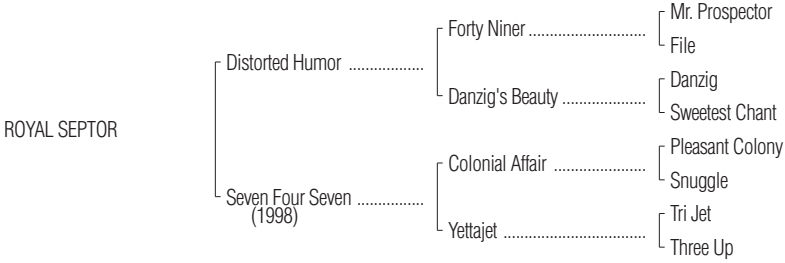 Mr. Prospector
Forty Niner ............................
File
Distorted Humor ..................
Danzig
Danzig's Beauty ....................
Sweetest Chant
ROYAL SEPTOR
Pleasant Colony
Colonial Affair ......................
Snuggle
Seven Four Seven ................
(1998)
Tri Jet
Yettajet ..................................
Three Up